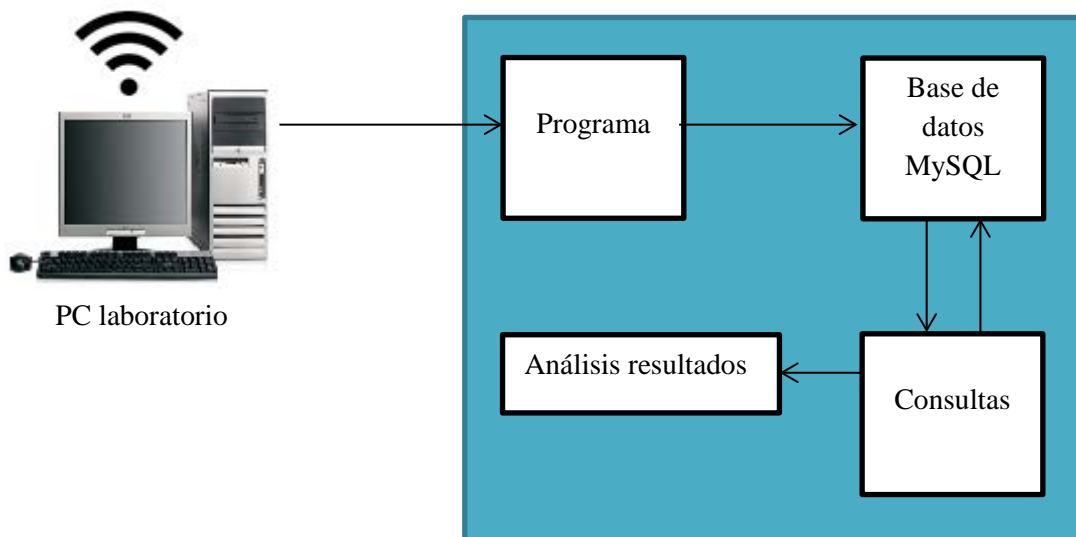 Programa
Base de
datos
MySQL
PC laboratorio
Análisis resultados
Consultas